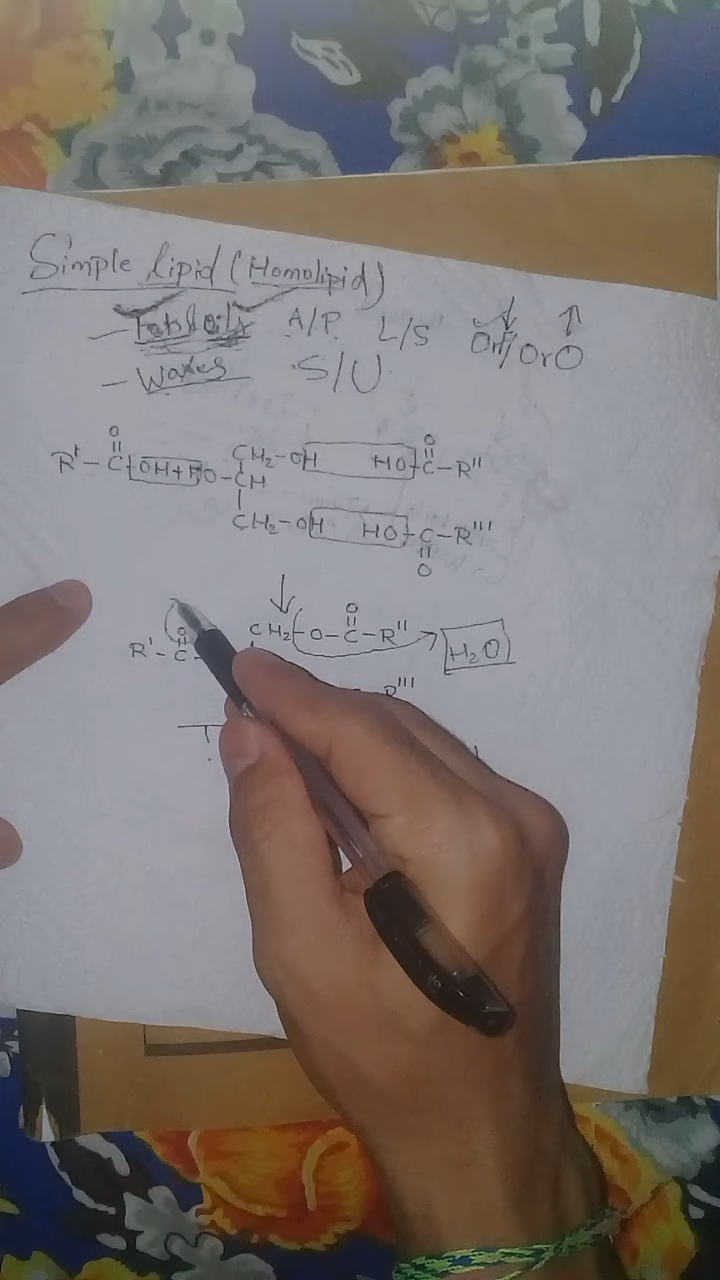 Simple lipid (Homolipid)
- Fats & oils A/P L/S
- Waxes S/U
O O
R' - C OH + HO - CH CH2 - OH HO - C - R''
CH2 - OH HO - C - R'''
O
↓
O O
R' - C CH2 - O - C - R'' → H2O
R'''